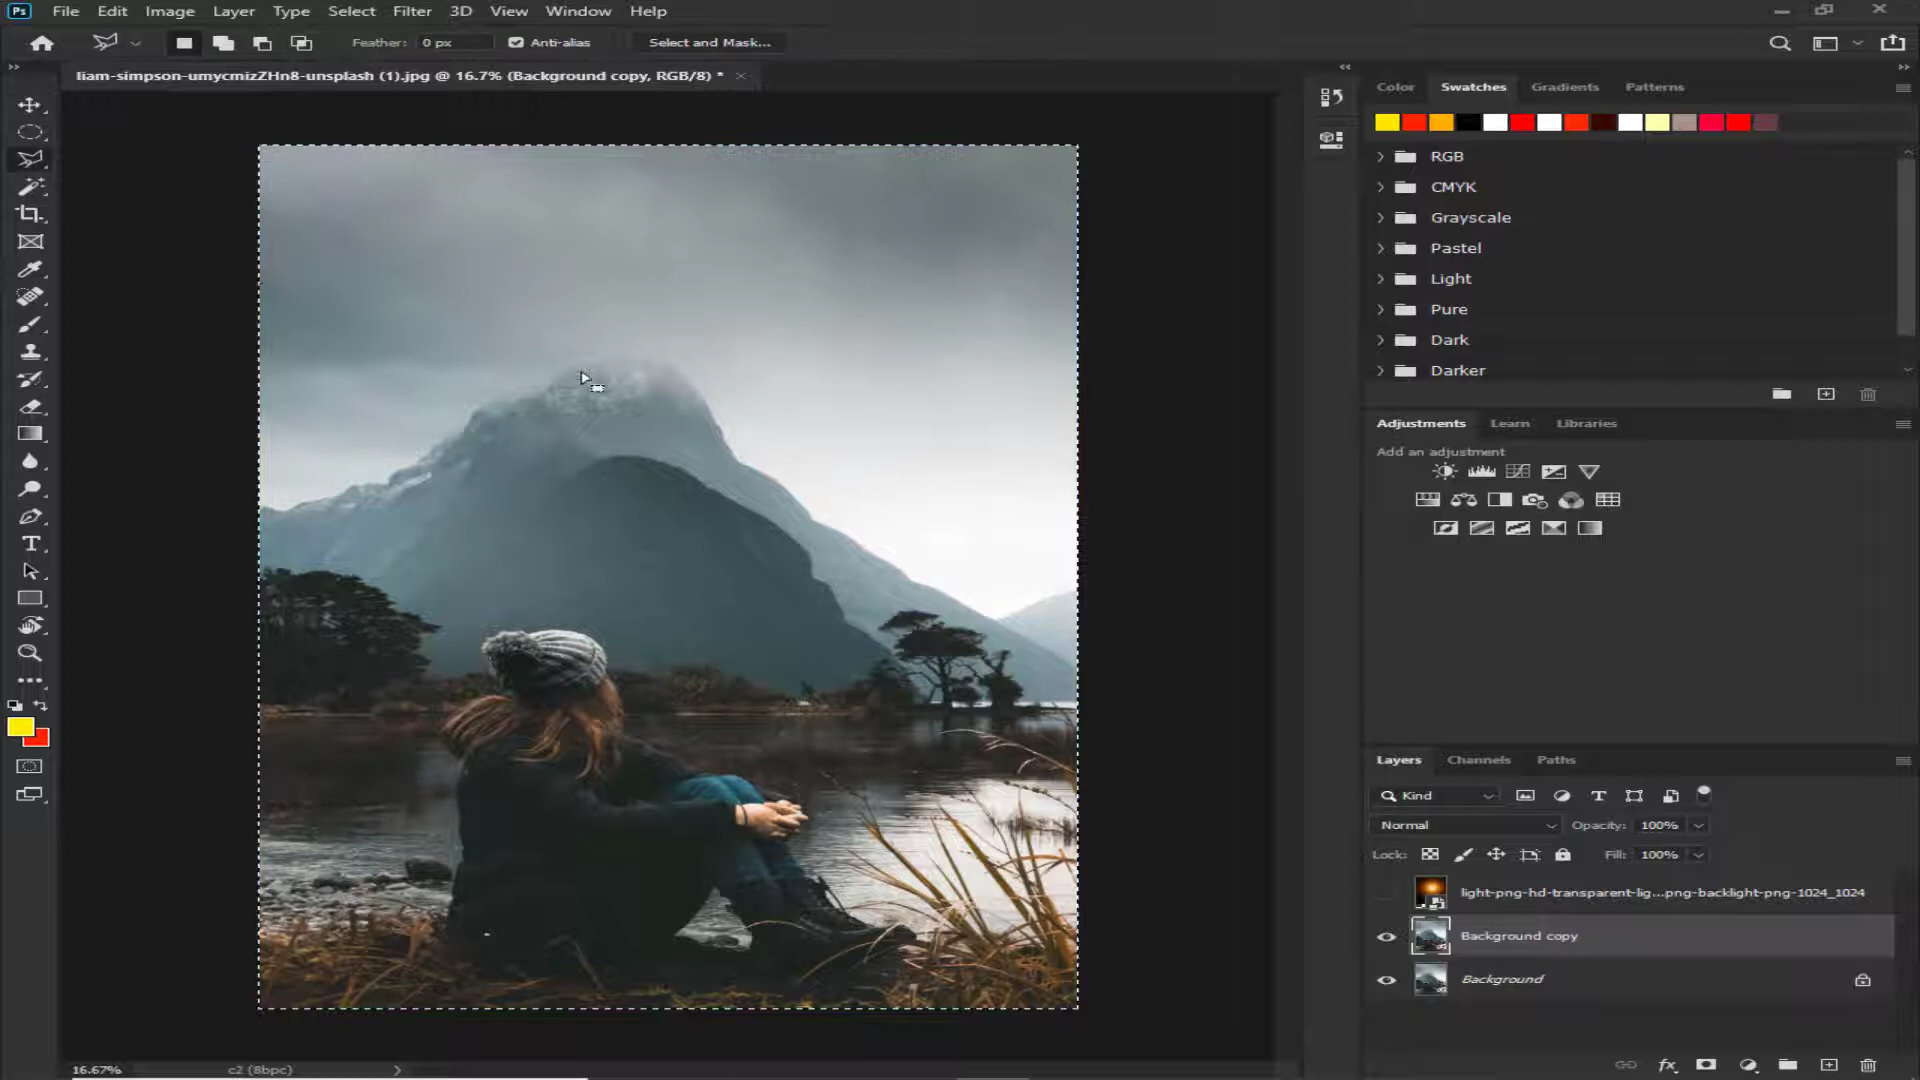 Ps File Edit Image Layer Type Select Filter 3D View Window Help
Feather: 0 px Anti-alias Select and Mask...
liam-simpson-umycmizZHn8-unsplash (1).jpg @ 16.7% (Background copy, RGB/8) *
Color Swatches Gradients Patterns
RGB
CMYK
Grayscale
Pastel
Light
Pure
Dark
Darker
Adjustments Learn Libraries
Add an adjustment
Layers Channels Paths
Kind
Normal Opacity: 100%
Lock: Fill: 100%
light-png-hd-transparent-lig...png-backlight-png-1024_1024
Background copy
Background
16.67% c2 (8bpc)
fx